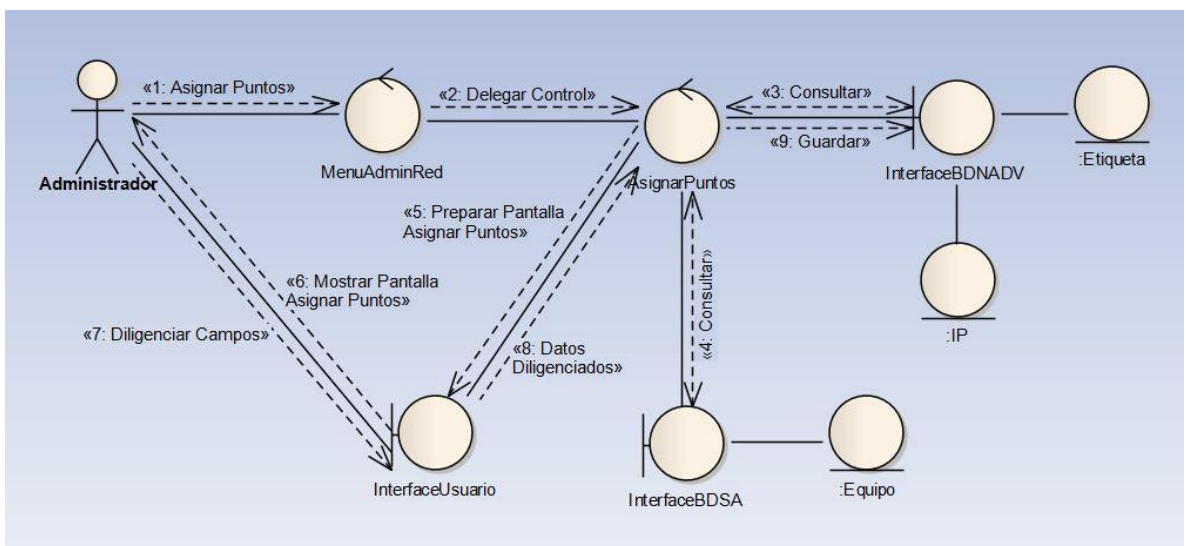 «1: Asignar Puntos»
«2: Delegar Control»
«3: Consultar»
«9: Guardar»
:Etiqueta
MenuAdminRed
InterfaceBDNADV
AsignarPuntos
Administrador
«5: Preparar Pantalla
Asignar Puntos»
«6: Mostrar Pantalla
Asignar Puntos»
«4: Consultar»
«7: Diligenciar Campos»
«8: Datos
Diligenciados»
:IP
InterfaceUsuario
InterfaceBDSA
:Equipo